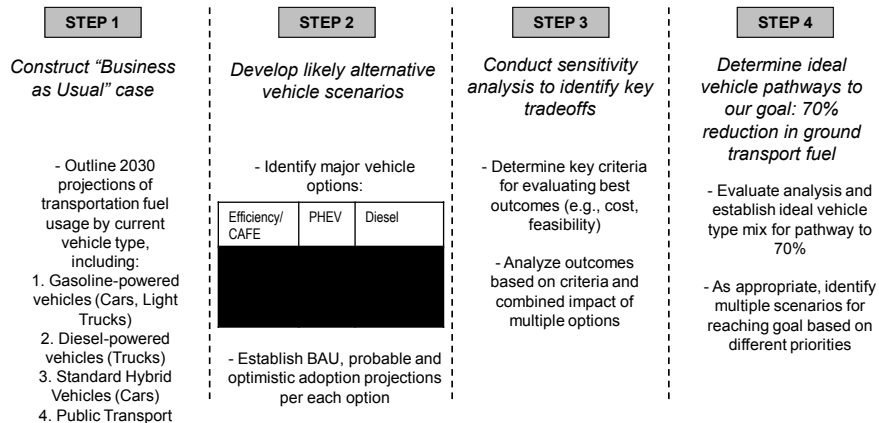 STEP 1
Construct “Business
as Usual” case
- Outline 2030
projections of
transportation fuel
usage by current
vehicle type,
including:
1. Gasoline-powered
vehicles (Cars, Light
Trucks)
2. Diesel-powered
vehicles (Trucks)
3. Standard Hybrid
Vehicles (Cars)
4. Public Transport
STEP 2
Develop likely alternative
vehicle scenarios
- Identify major vehicle
options:
Efficiency/
CAFE
PHEV
Diesel
- Establish BAU, probable and
optimistic adoption projections
per each option
STEP 3
Conduct sensitivity
analysis to identify key
tradeoffs
- Determine key criteria
for evaluating best
outcomes (e.g., cost,
feasibility)
- Analyze outcomes
based on criteria and
combined impact of
multiple options
STEP 4
Determine ideal
vehicle pathways to
our goal: 70%
reduction in ground
transport fuel
- Evaluate analysis and
establish ideal vehicle
type mix for pathway to
70%
- As appropriate, identify
multiple scenarios for
reaching goal based on
different priorities